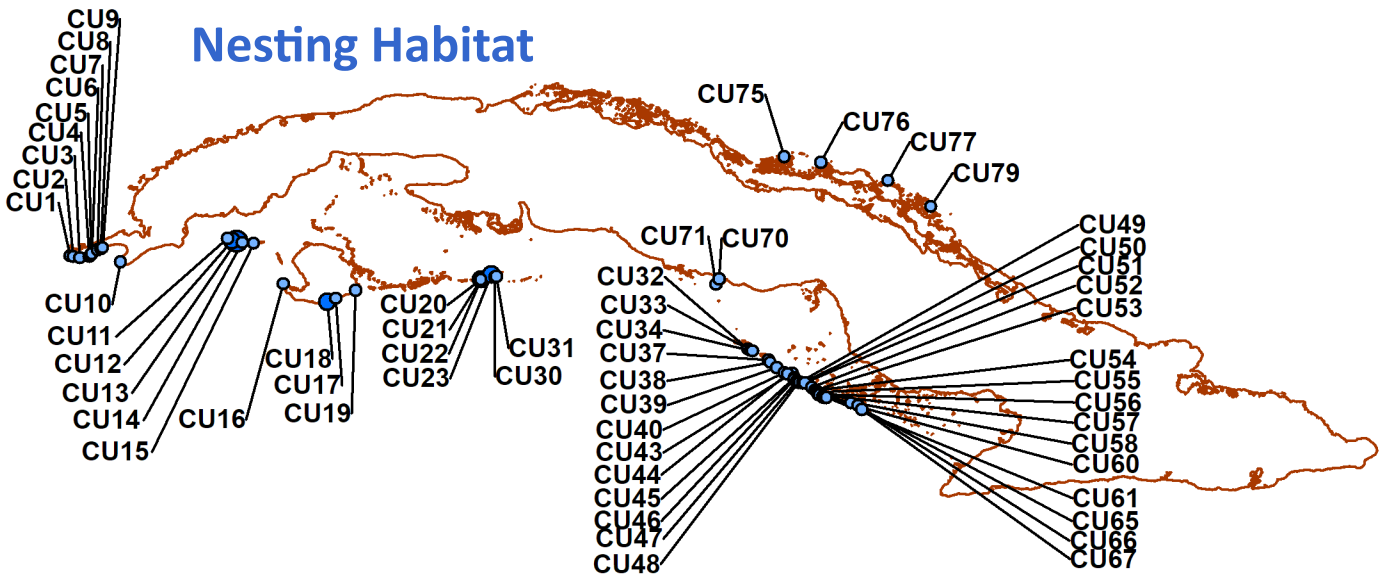 Nesting Habitat
CU9
CU8
CU7
CU6
CU5
CU4
CU3
CU2
CU1
CU10
CU11
CU12
CU13
CU14
CU15
CU16
CU18
CU17
CU19
CU20
CU21
CU22
CU23
CU31
CU30
CU32
CU33
CU34
CU37
CU38
CU39
CU40
CU43
CU44
CU45
CU46
CU47
CU48
CU71
CU70
CU75
CU76
CU77
CU79
CU49
CU50
CU51
CU52
CU53
CU54
CU55
CU56
CU57
CU58
CU60
CU61
CU65
CU66
CU67